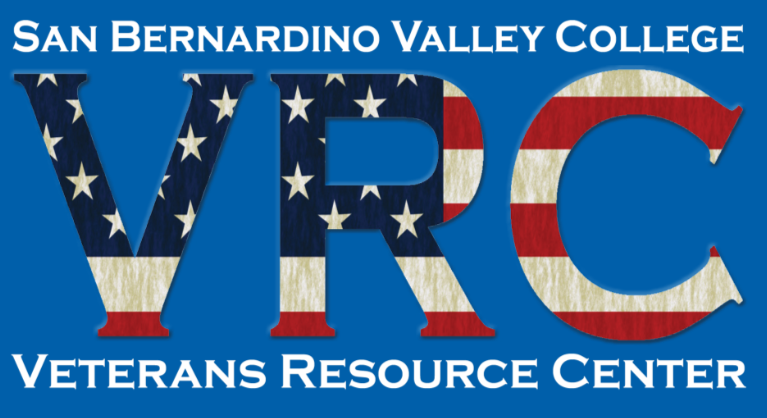 SAN BERNARDINO VALLEY COLLEGE
VRC
VETERANS RESOURCE CENTER